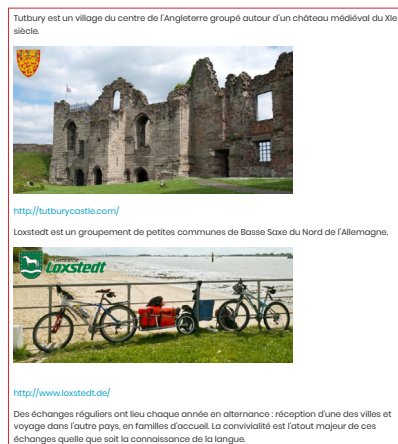 Tutbury est un village du centre de l'Angleterre groupé autour d'un château médiéval du XIe
siècle.
http://tutburycastle.com/
Loxstedt est un groupement de petites communes de Basse Saxe du Nord de l'Allemagne.
Gemeinde
Loxstedt
http://www.loxstedt.de/
Des échanges réguliers ont lieu chaque année en alternance : réception d'une des villes et
voyage dans l'autre pays, en familles d'accueil. La convivialité est l'atout majeur de ces
échanges quelle que soit la connaissance de la langue.